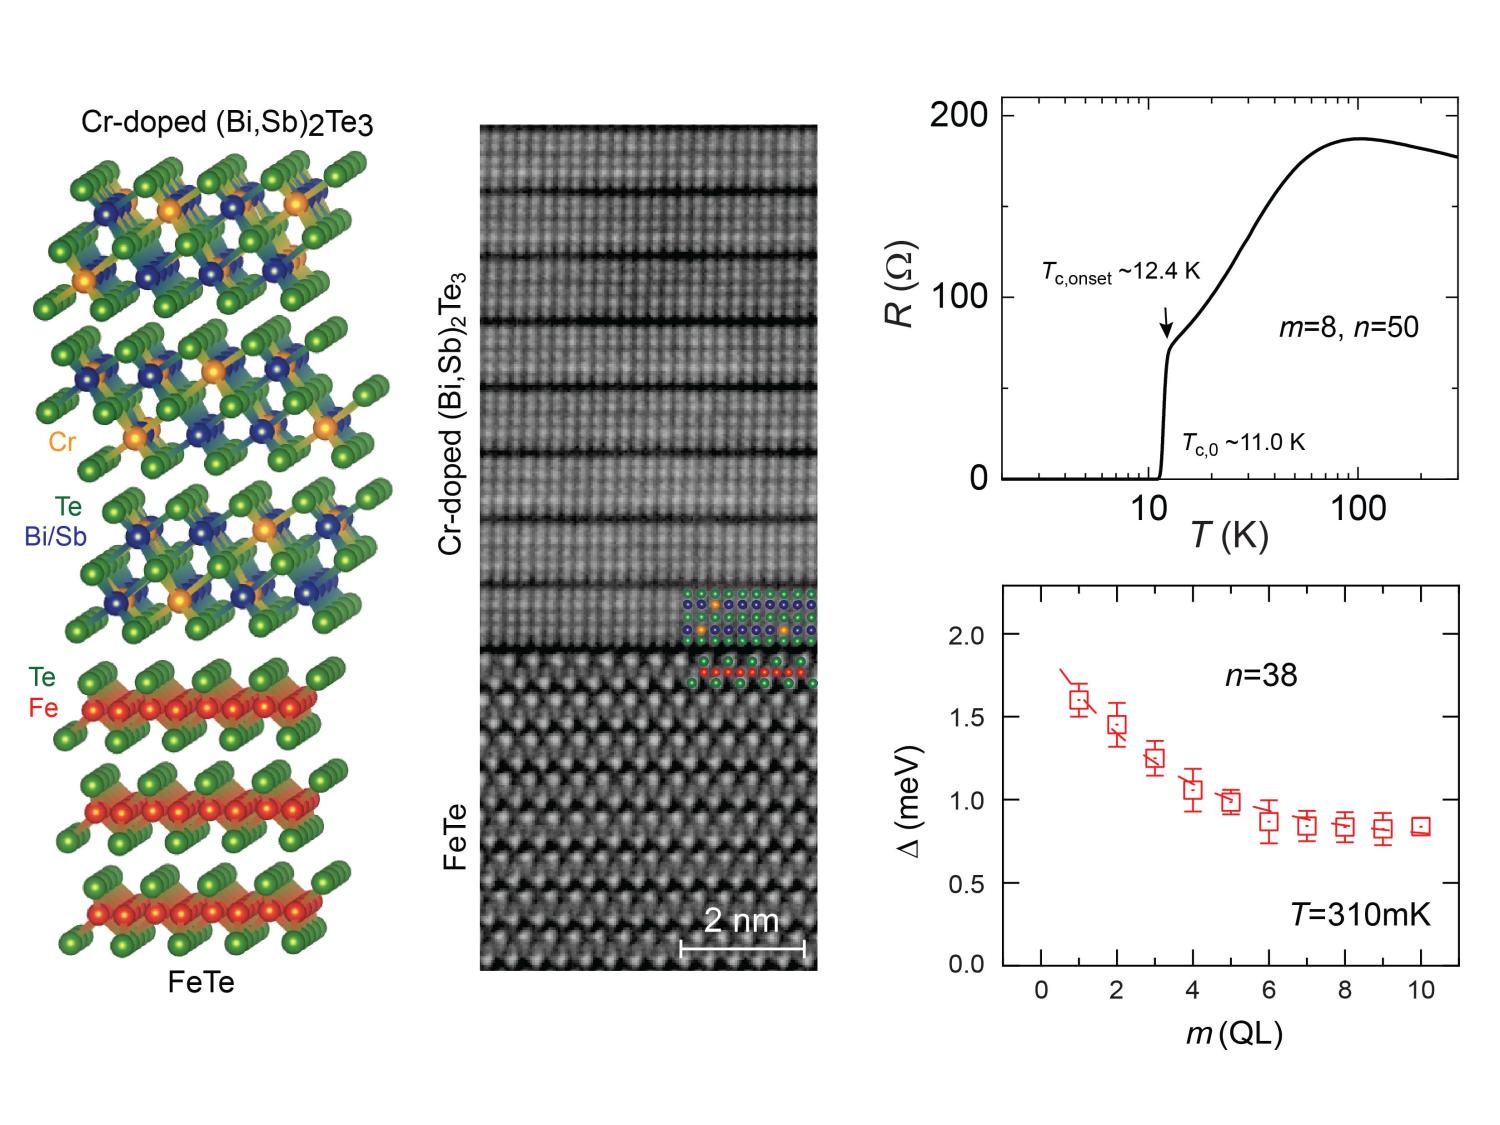 Cr-doped (Bi,Sb)2Te3
Cr
Te
Bi/Sb
Te
Fe
FeTe
Cr-doped (Bi,Sb)₂Te₃
FeTe
2 nm
200
100
0
R (Ω)
T_c,onset ~12.4 K
m=8, n=50
T_c,0 ~11.0 K
10
100
T (K)
2.0
1.5
1.0
0.5
0.0
Δ (meV)
n=38
T=310mK
0 2 4 6 8 10
m (QL)